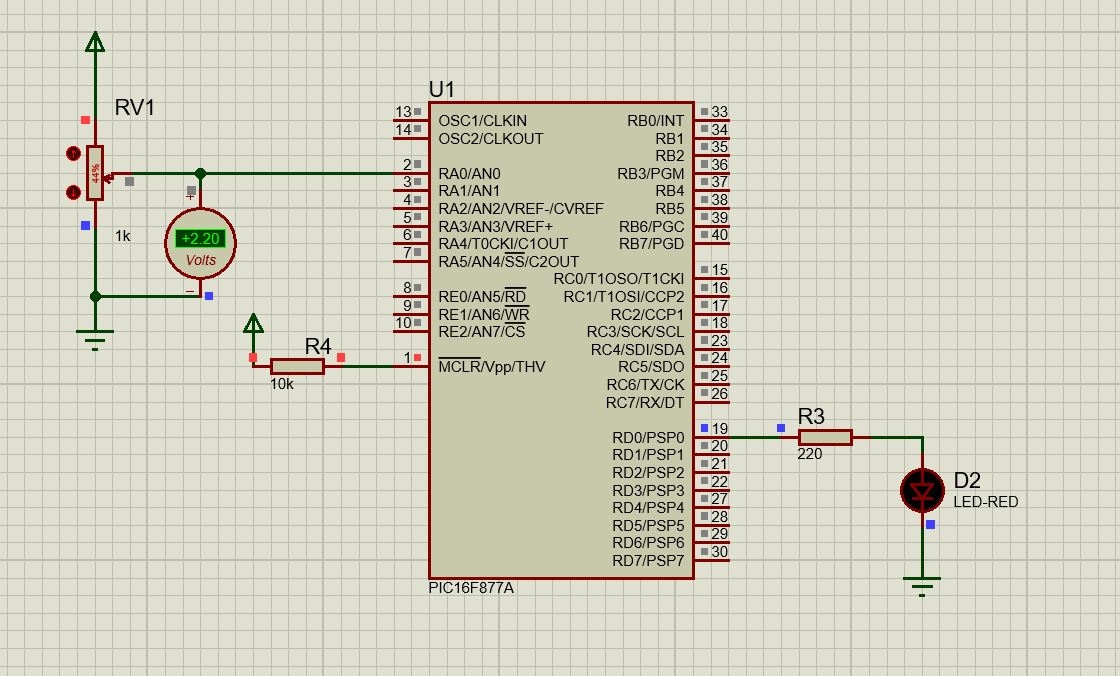 RV1
44%
1k
+2.20
Volts
R4
10k
U1
13 OSC1/CLKIN
14 OSC2/CLKOUT
2 RA0/AN0
3 RA1/AN1
4 RA2/AN2/VREF-/CVREF
5 RA3/AN3/VREF+
6 RA4/T0CKI/C1OUT
7 RA5/AN4/SS/C2OUT
8 RE0/AN5/RD
9 RE1/AN6/WR
10 RE2/AN7/CS
1 MCLR/Vpp/THV
RB0/INT 33
RB1 34
RB2 35
RB3/PGM 36
RB4 37
RB5 38
RB6/PGC 39
RB7/PGD 40
RC0/T1OSO/T1CKI 15
RC1/T1OSI/CCP2 16
RC2/CCP1 17
RC3/SCK/SCL 18
RC4/SDI/SDA 23
RC5/SDO 24
RC6/TX/CK 25
RC7/RX/DT 26
RD0/PSP0 19
RD1/PSP1 20
RD2/PSP2 21
RD3/PSP3 22
RD4/PSP4 27
RD5/PSP5 28
RD6/PSP6 29
RD7/PSP7 30
PIC16F877A
R3
220
D2
LED-RED